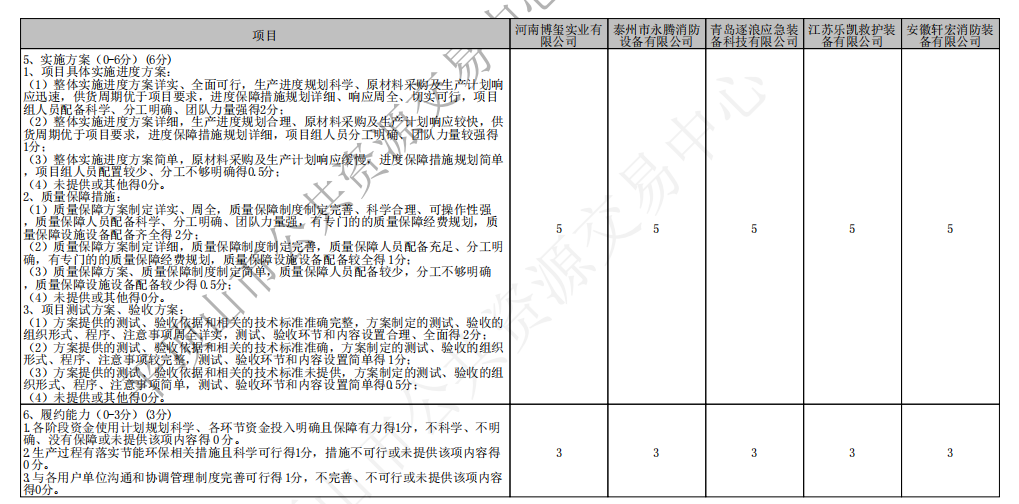 项目
河南博玺实业有
限公司
泰州市永腾消防
设备有限公司
青岛逐浪应急装
备科技有限公司
江苏乐凯救护装
备有限公司
安徽轩宏消防装
备有限公司
5、实施方案（0-6分）(6分)
1、项目具体实施进度方案：
（1）整体实施进度方案详实、全面可行，生产进度规划科学、原材料采购及生产计划响
应迅速，供货周期优于项目要求，进度保障措施规划详细、响应周全、切实可行，项目
组人员配备科学、分工明确、团队力量强得2分；
（2）整体实施进度方案详细，生产进度规划合理、原材料采购及生产计划响应较快，供
货周期优于项目要求，进度保障措施规划详细，项目组人员分工明确、团队力量较强得
1分；
（3）整体实施进度方案简单，原材料采购及生产计划响应缓慢，进度保障措施规划简单
，项目组人员配置较少、分工不够明确得0.5分；
（4）未提供或其他得0分。
2、质量保障措施：
（1）质量保障方案制定详实、周全，质量保障制度制定完善、科学合理、可操作性强
，质量保障人员配备科学、分工明确、团队力量强，有专门的的质量保障经费规划，质
量保障设施设备配备齐全得 2分；
（2）质量保障方案制定详细，质量保障制度制定完善，质量保障人员配备充足、分工明
确，有专门的的质量保障经费规划，质量保障设施设备配备较全得 1分；
（3）质量保障方案、质量保障制度制定简单，质量保障人员配备较少，分工不够明确
，质量保障设施设备配备较少得 0.5分；
（4）未提供或其他得0分。
3、项目测试方案、验收方案：
（1）方案提供的测试、验收依据和相关的技术标准准确完整，方案制定的测试、验收的
组织形式、程序、注意事项周全详实，测试、验收环节和内容设置合理、全面得 2分；
（2）方案提供的测试、验收依据和相关的技术标准准确，方案制定的测试、验收的组织
形式、程序、注意事项较完整，测试、验收环节和内容设置简单得 1分；
（3）方案提供的测试、验收依据和相关的技术标准未提供，方案制定的测试、验收的组
织形式、程序、注意事项简单，测试、验收环节和内容设置简单得0.5分；
（4）未提供或其他得0分。
5
5
5
5
5
6、履约能力（0-3分）(3分)
1.各阶段资金使用计划规划科学、各环节资金投入明确且保障有力得1分，不科学、不明
确、没有保障或未提供该项内容得 0 分。
2.生产过程有落实节能环保相关措施且科学可行得1分，措施不可行或未提供该项内容得
0 分。
3.与各用户单位沟通和协调管理制度完善可行得 1分，不完善、不可行或未提供该项内容
得0分。
3
3
3
3
3
山市公共资源交易中心
山市公共资源交易中心